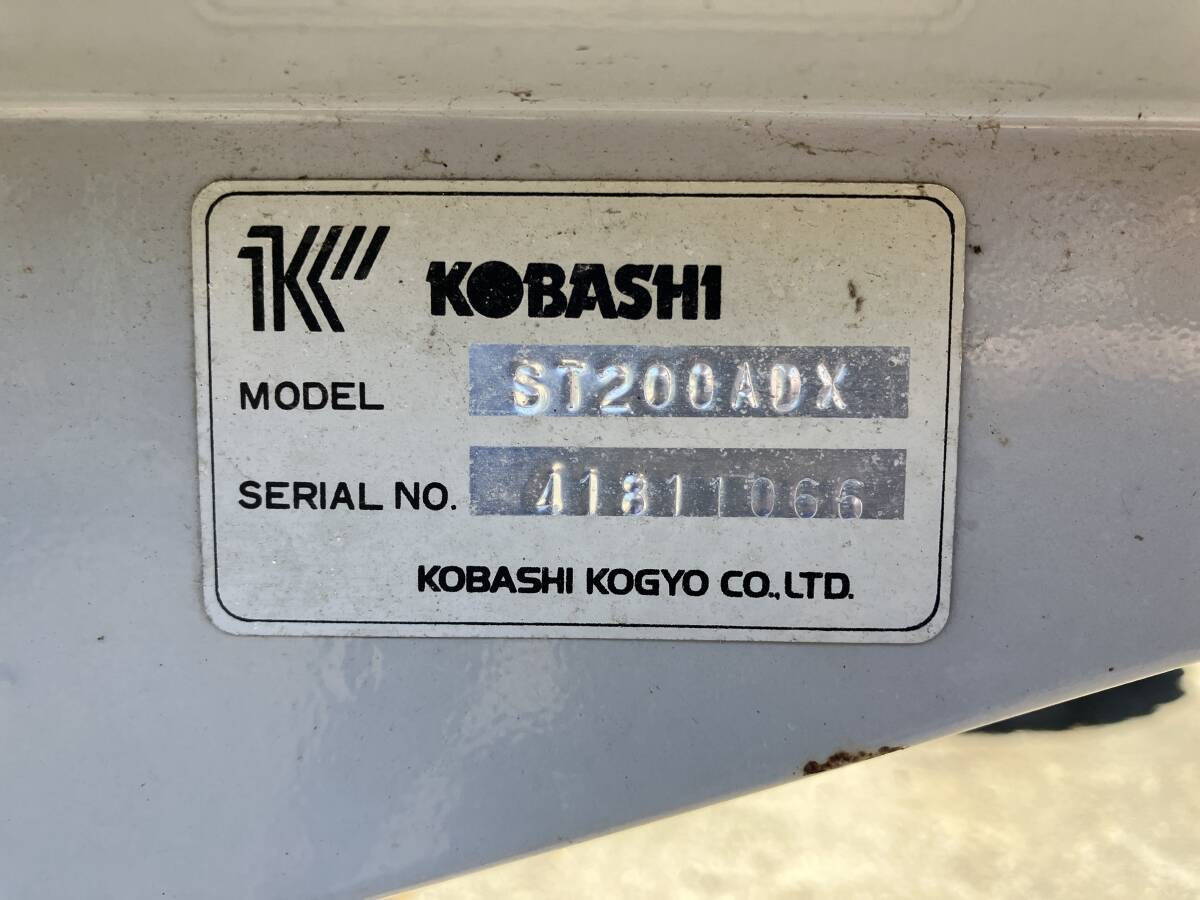 KOBASHI
MODEL ST200ADX
SERIAL NO. 41811066
KOBASHI KOGYO CO.,LTD.